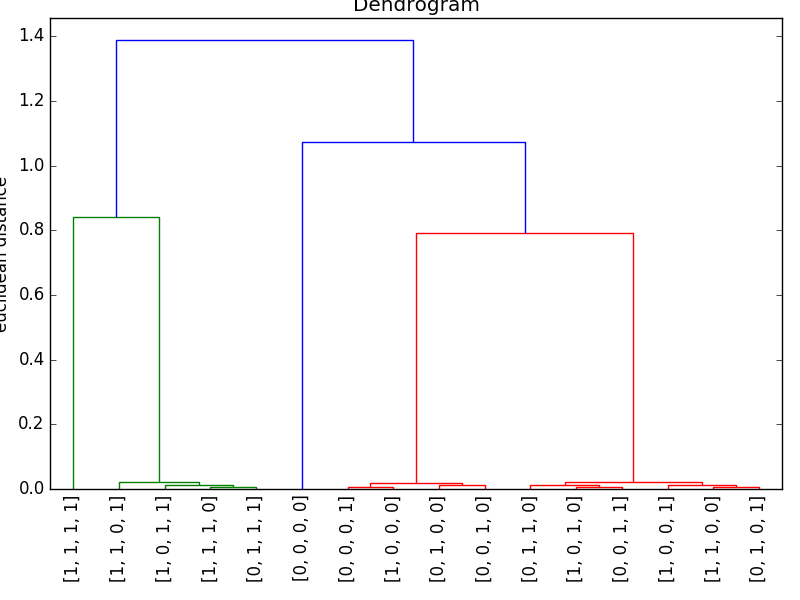 Dendrogram
1.4
1.2
1.0
0.8
0.6
0.4
0.2
0.0
euclidean distance
[1, 1, 1, 1]
[1, 1, 0, 1]
[1, 0, 1, 1]
[1, 1, 1, 0]
[0, 1, 1, 1]
[0, 0, 0, 0]
[0, 0, 0, 1]
[1, 0, 0, 0]
[0, 1, 0, 0]
[0, 0, 1, 0]
[0, 1, 1, 0]
[1, 0, 1, 0]
[0, 0, 1, 1]
[1, 0, 0, 1]
[1, 1, 0, 0]
[0, 1, 0, 1]